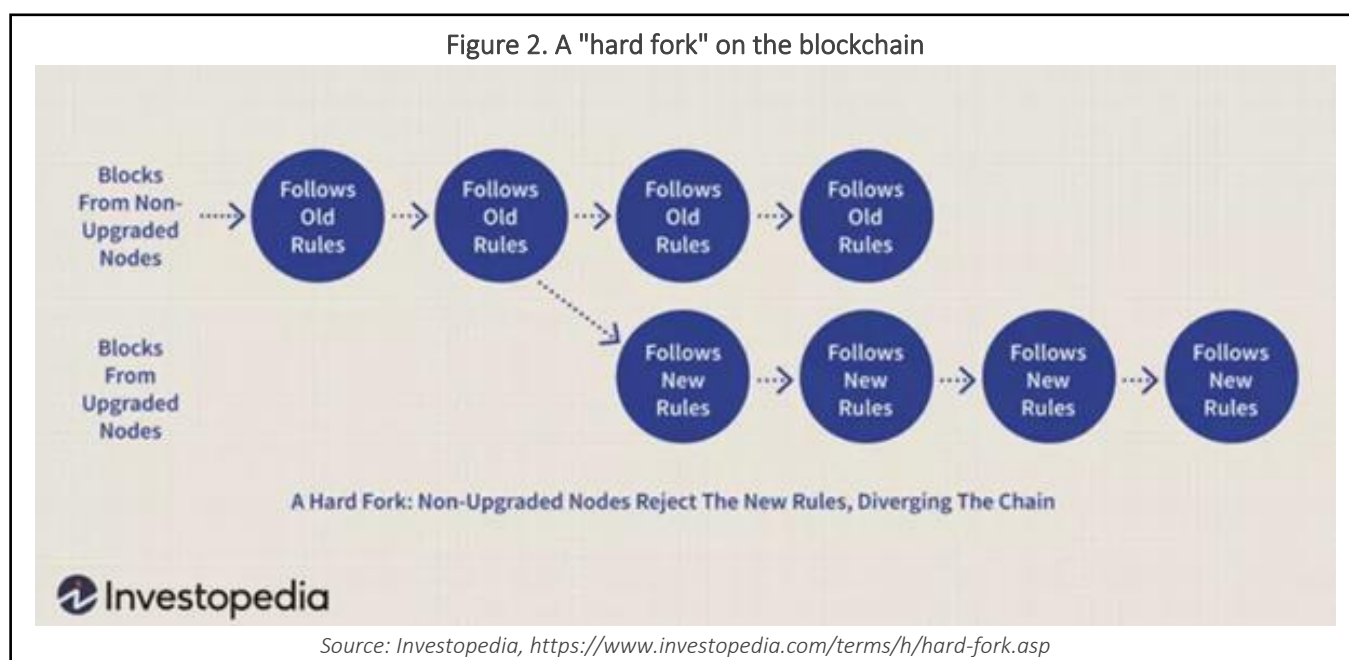 Figure 2. A "hard fork" on the blockchain
Blocks
From Non-
Upgraded
Nodes
Follows
Old
Rules
Follows
Old
Rules
Follows
Old
Rules
Follows
Old
Rules
Blocks
From
Upgraded
Nodes
Follows
New
Rules
Follows
New
Rules
Follows
New
Rules
Follows
New
Rules
A Hard Fork: Non-Upgraded Nodes Reject The New Rules, Diverging The Chain
Investopedia
Source: Investopedia, https://www.investopedia.com/terms/h/hard-fork.asp